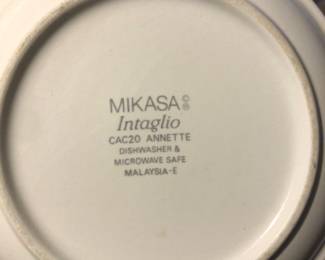 MIKASA©®
Intaglio
CAC20 ANNETTE
DISHWASHER &
MICROWAVE SAFE
MALAYSIA-E